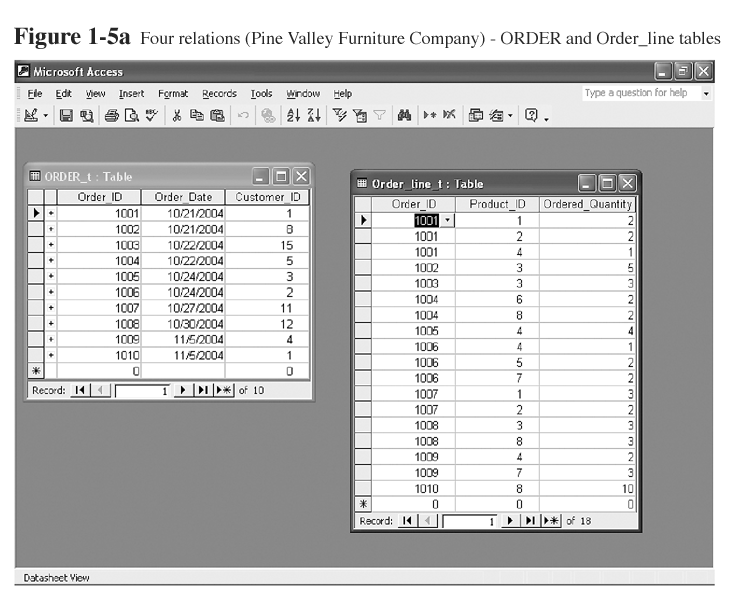 Figure 1-5a Four relations (Pine Valley Furniture Company) - ORDER and Order_line tables
Microsoft Access
File Edit View Insert Format Records Tools Window Help Type a question for help
ORDER_t : Table
Order_ID Order_Date Customer_ID
+ 1001 10/21/2004 1
+ 1002 10/21/2004 8
+ 1003 10/22/2004 15
+ 1004 10/22/2004 5
+ 1005 10/24/2004 3
+ 1006 10/24/2004 2
+ 1007 10/27/2004 11
+ 1008 10/30/2004 12
+ 1009 11/5/2004 4
+ 1010 11/5/2004 1
0 0
Record: 1 of 10
Order_line_t : Table
Order_ID Product_ID Ordered_Quantity
1001 1 2
1001 2 2
1001 4 1
1002 3 5
1003 3 3
1004 6 2
1004 8 2
1005 4 4
1006 4 1
1006 5 2
1006 7 2
1007 1 3
1007 2 2
1008 3 3
1008 8 3
1009 4 2
1009 7 3
1010 8 10
0 0 0
Record: 1 of 18
Datasheet View